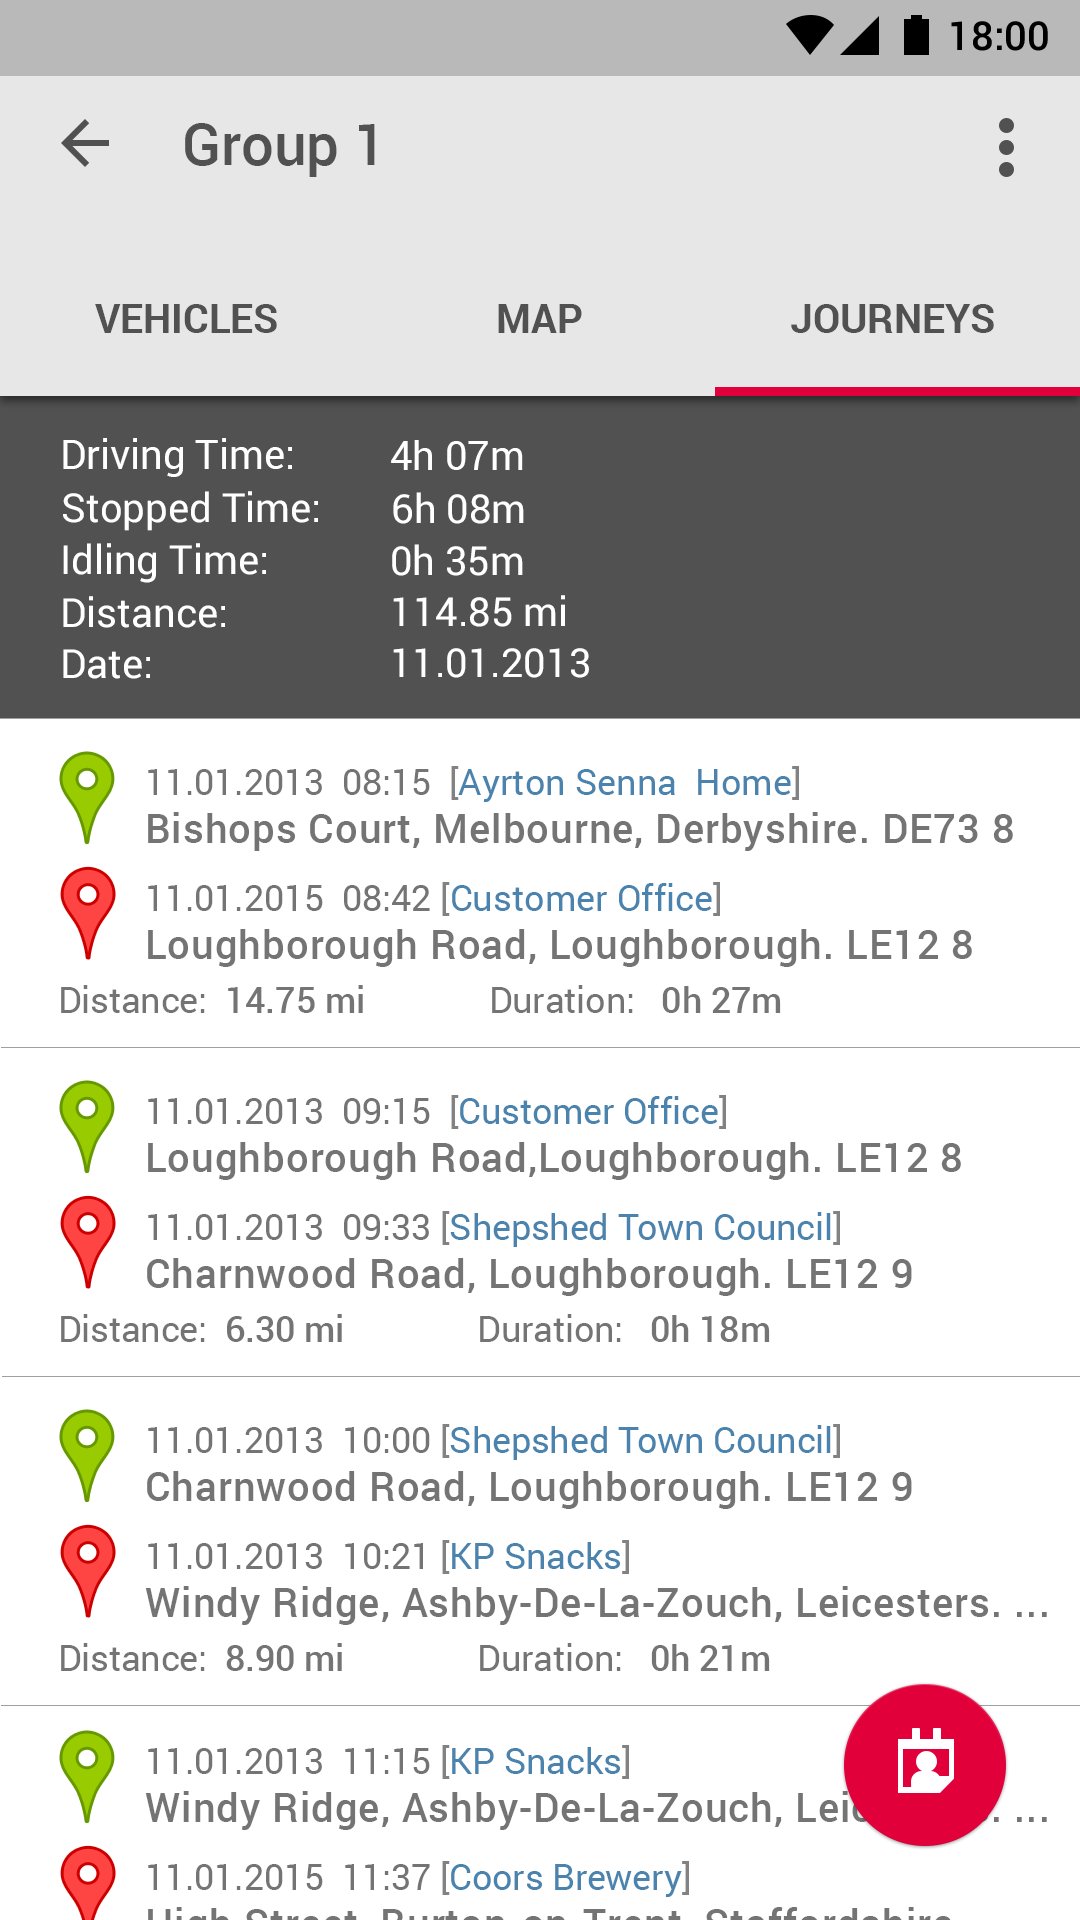 18:00
Group 1
VEHICLES MAP JOURNEYS
Driving Time: 4h 07m
Stopped Time: 6h 08m
Idling Time: 0h 35m
Distance: 114.85 mi
Date: 11.01.2013
11.01.2013 08:15 [Ayrton Senna Home]
Bishops Court, Melbourne, Derbyshire. DE73 8
11.01.2015 08:42 [Customer Office]
Loughborough Road, Loughborough. LE12 8
Distance: 14.75 mi Duration: 0h 27m
11.01.2013 09:15 [Customer Office]
Loughborough Road,Loughborough. LE12 8
11.01.2013 09:33 [Shepshed Town Council]
Charnwood Road, Loughborough. LE12 9
Distance: 6.30 mi Duration: 0h 18m
11.01.2013 10:00 [Shepshed Town Council]
Charnwood Road, Loughborough. LE12 9
11.01.2013 10:21 [KP Snacks]
Windy Ridge, Ashby-De-La-Zouch, Leicesters. ...
Distance: 8.90 mi Duration: 0h 21m
11.01.2013 11:15 [KP Snacks]
Windy Ridge, Ashby-De-La-Zouch, ...
11.01.2015 11:37 [Coors Brewery]
High Street, Burton-on-Trent, Staffordshire